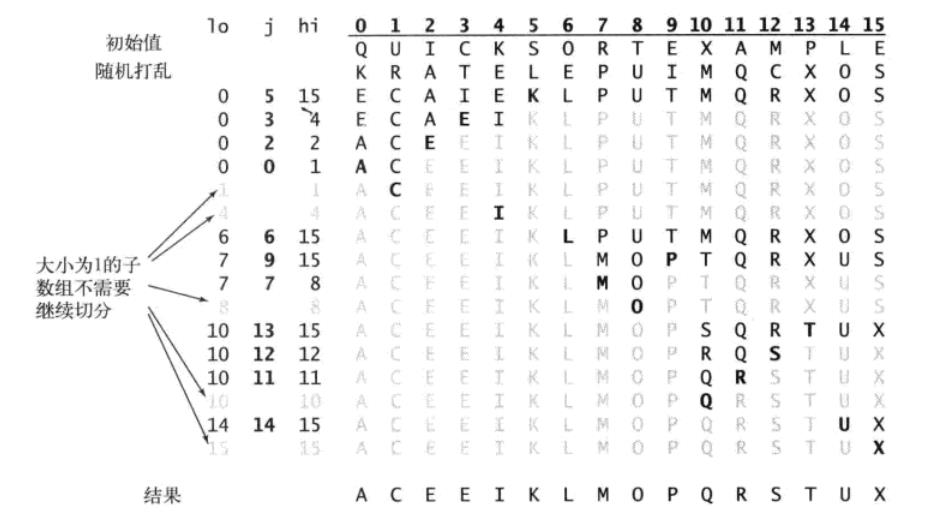 lo j hi 0 1 2 3 4 5 6 7 8 9 10 11 12 13 14 15
初始值 Q U I C K S O R T E X A M P L E
随机打乱 K R A T E L E P U I M Q C X O S
0 5 15 E C A I E K L P U T M Q R X O S
0 3 4 E C A E I K L P U T M Q R X O S
0 2 2 A C E E I K L P U T M Q R X O S
0 0 1 A C E E I K L P U T M Q R X O S
1 1 A C E E I K L P U T M Q R X O S
4 4 A C E E I K L P U T M Q R X O S
6 6 15 A C E E I K L P U T M Q R X O S
7 9 15 A C E E I K L M O P T Q R X U S
7 7 8 A C E E I K L M O P T Q R X U S
8 8 A C E E I K L M O P T Q R X U S
10 13 15 A C E E I K L M O P S Q R T U X
10 12 12 A C E E I K L M O P R Q S T U X
10 11 11 A C E E I K L M O P Q R S T U X
10 10 A C E E I K L M O P Q R S T U X
14 14 15 A C E E I K L M O P Q R S T U X
15 15 A C E E I K L M O P Q R S T U X
大小为1的子
数组不需要
继续切分
结果 A C E E I K L M O P Q R S T U X